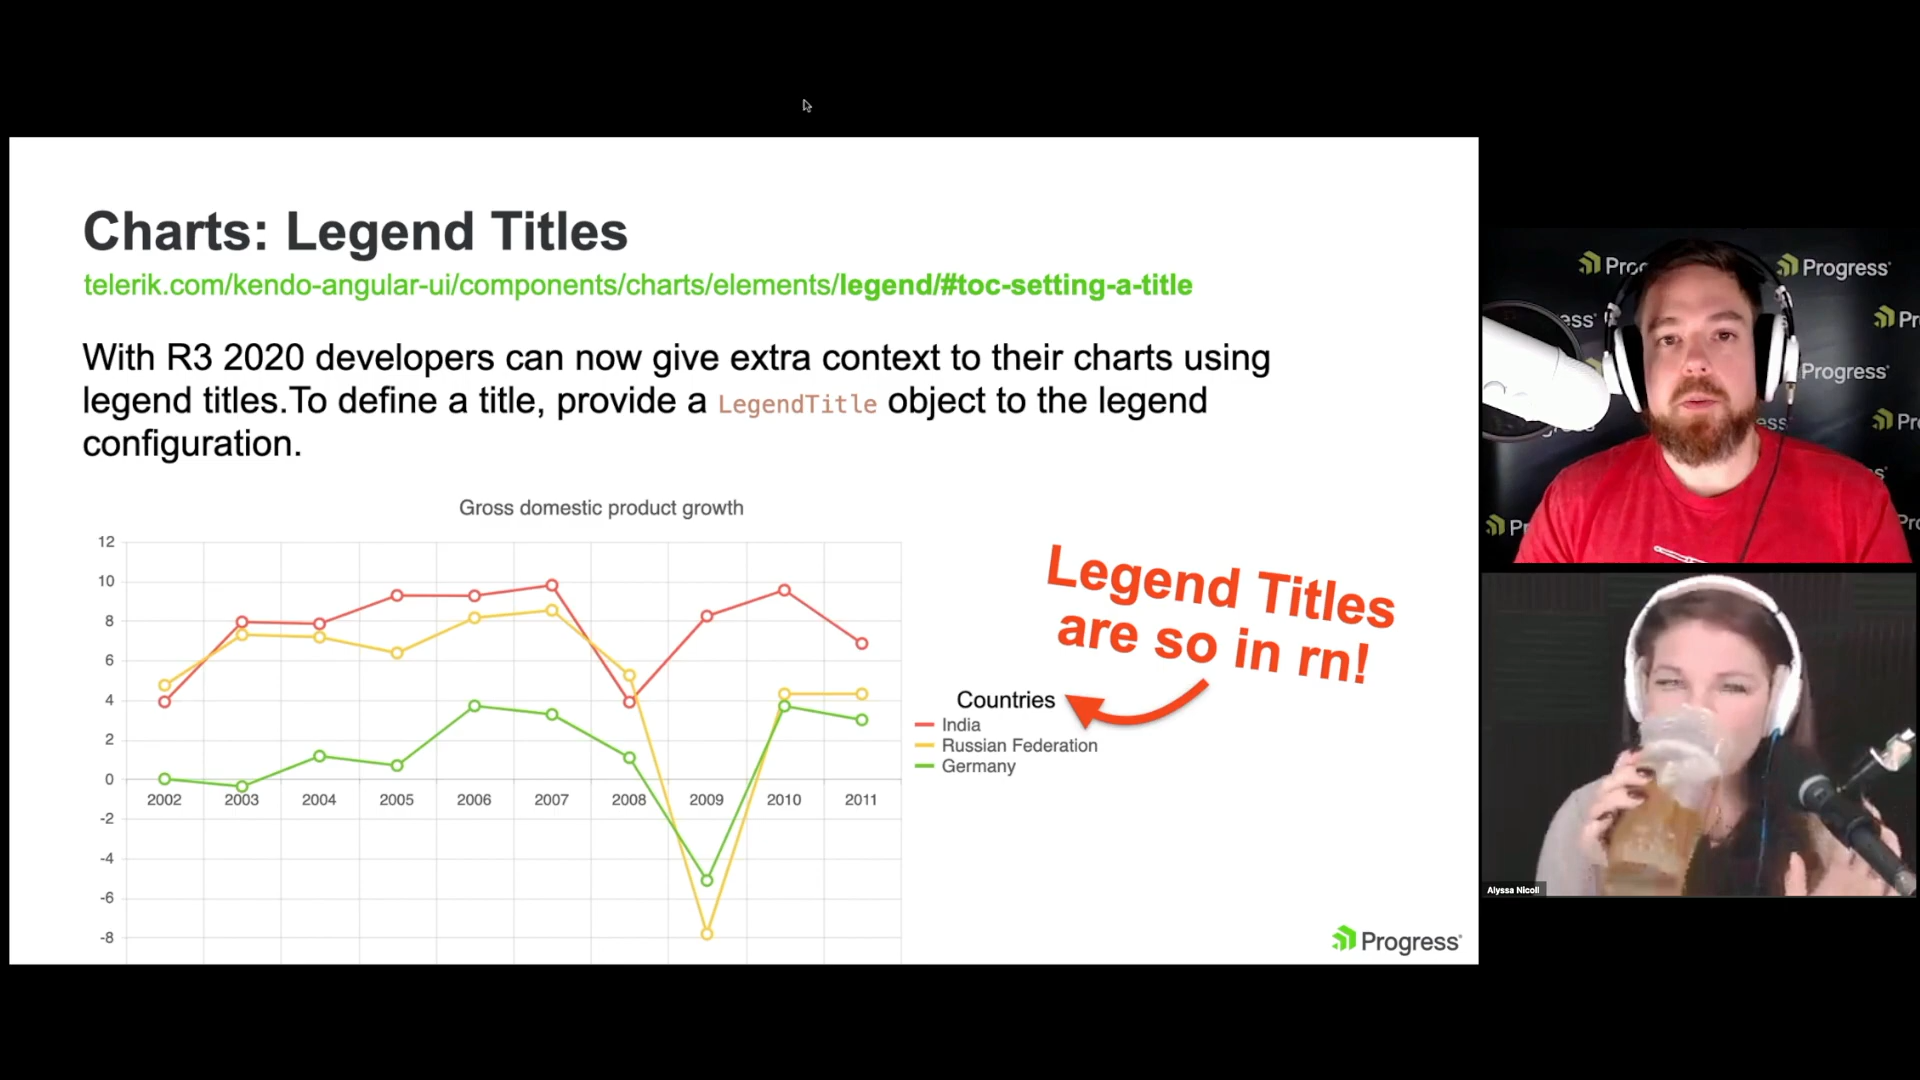 Charts: Legend Titles
telerik.com/kendo-angular-ui/components/charts/elements/legend/#toc-setting-a-title
With R3 2020 developers can now give extra context to their charts using
legend titles.To define a title, provide a LegendTitle object to the legend
configuration.
Gross domestic product growth
12
10
8
6
4
2
0
-2
-4
-6
-8
2002 2003 2004 2005 2006 2007 2008 2009 2010 2011
Legend Titles
are so in rn!
Countries
India
Russian Federation
Germany
Progress
Progress
Progress
Alyssa Nicoll